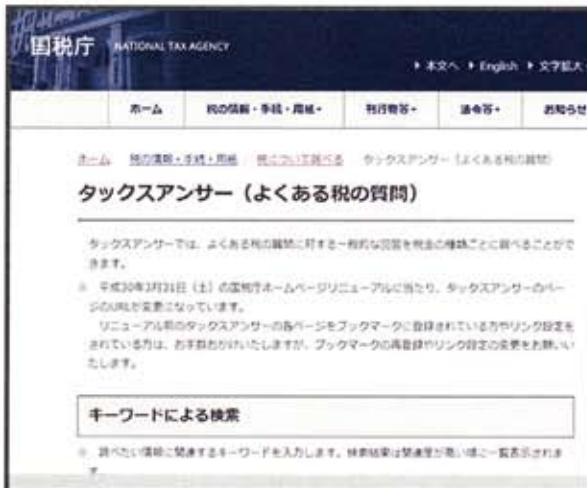 国税庁 NATIONAL TAX AGENCY
本文へ English 文字拡大
ホーム 税の情報・手続・用紙 刊行物等 法令等 お知らせ
ホーム 税の情報・手続・用紙 税について調べる タックスアンサー（よくある税の質問）
タックスアンサー（よくある税の質問）
タックスアンサーでは、よくある税の質問に対する一般的な回答を税金の種類ごとに調べることがで
きます。
※ 平成30年3月31日（土）の国税庁ホームページリニューアルに当たり、タックスアンサーのペー
ジのURLが変更になっています。
リニューアル前のタックスアンサーの各ページをブックマークに登録されている方やリンク設定を
されている方は、お手数おかけいたしますが、ブックマークの再登録やリンク設定の変更をお願いい
たします。
キーワードによる検索
※ 調べたい情報に関連するキーワードを入力します。検索結果は関連度が高い順に一覧表示されま
す。